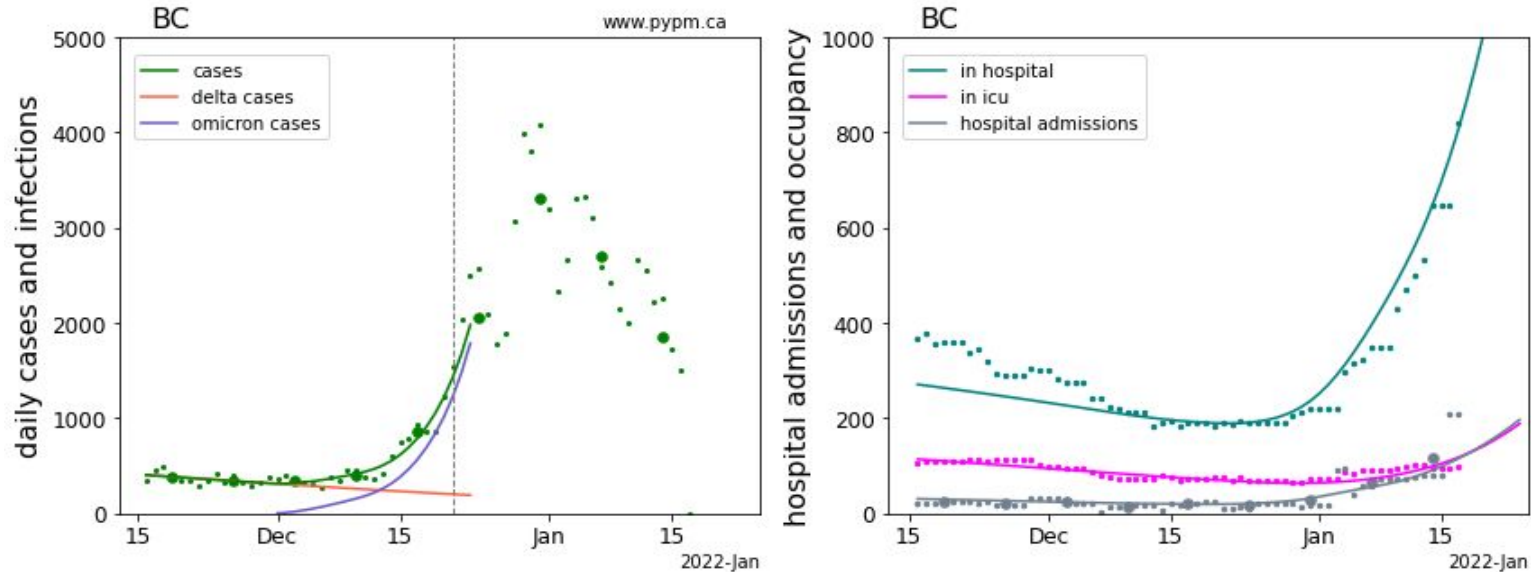 BC
www.pypm.ca
daily cases and infections
5000
4000
3000
2000
1000
0
cases
delta cases
omicron cases
15
Dec
15
Jan
15
2022-Jan
BC
hospital admissions and occupancy
1000
800
600
400
200
0
in hospital
in icu
hospital admissions
15
Dec
15
Jan
15
2022-Jan